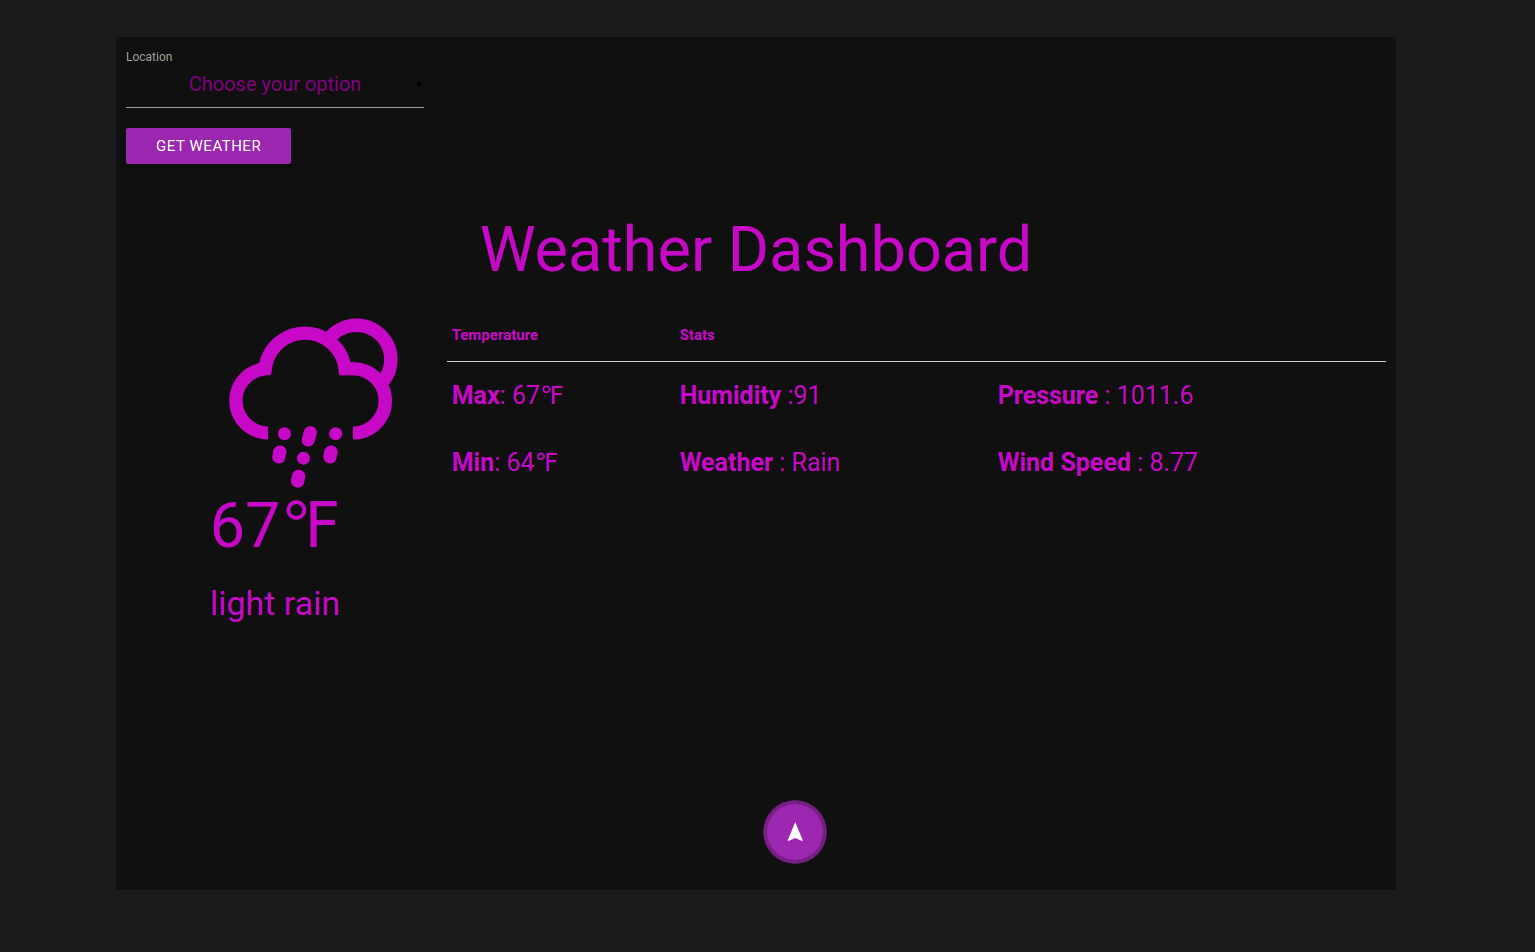 Location
Choose your option
GET WEATHER
Weather Dashboard
Temperature Stats
Max: 67°F Humidity :91 Pressure : 1011.6
Min: 64°F Weather : Rain Wind Speed : 8.77
67°F
light rain